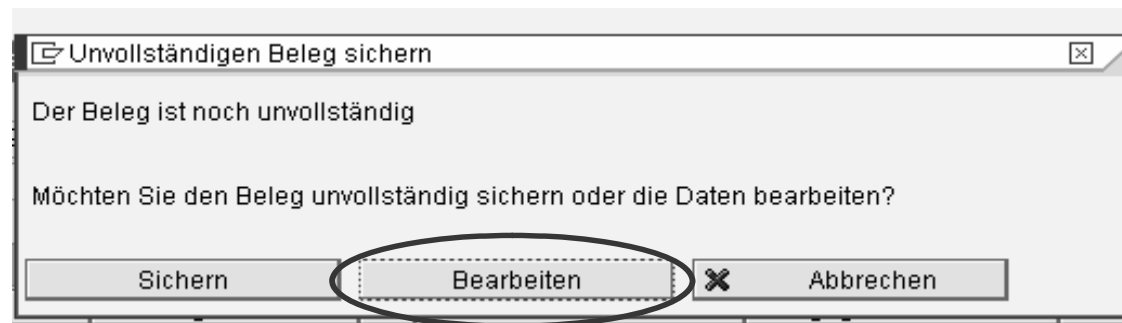 Unvollständigen Beleg sichern
Der Beleg ist noch unvollständig
Möchten Sie den Beleg unvollständig sichern oder die Daten bearbeiten?
Sichern Bearbeiten Abbrechen